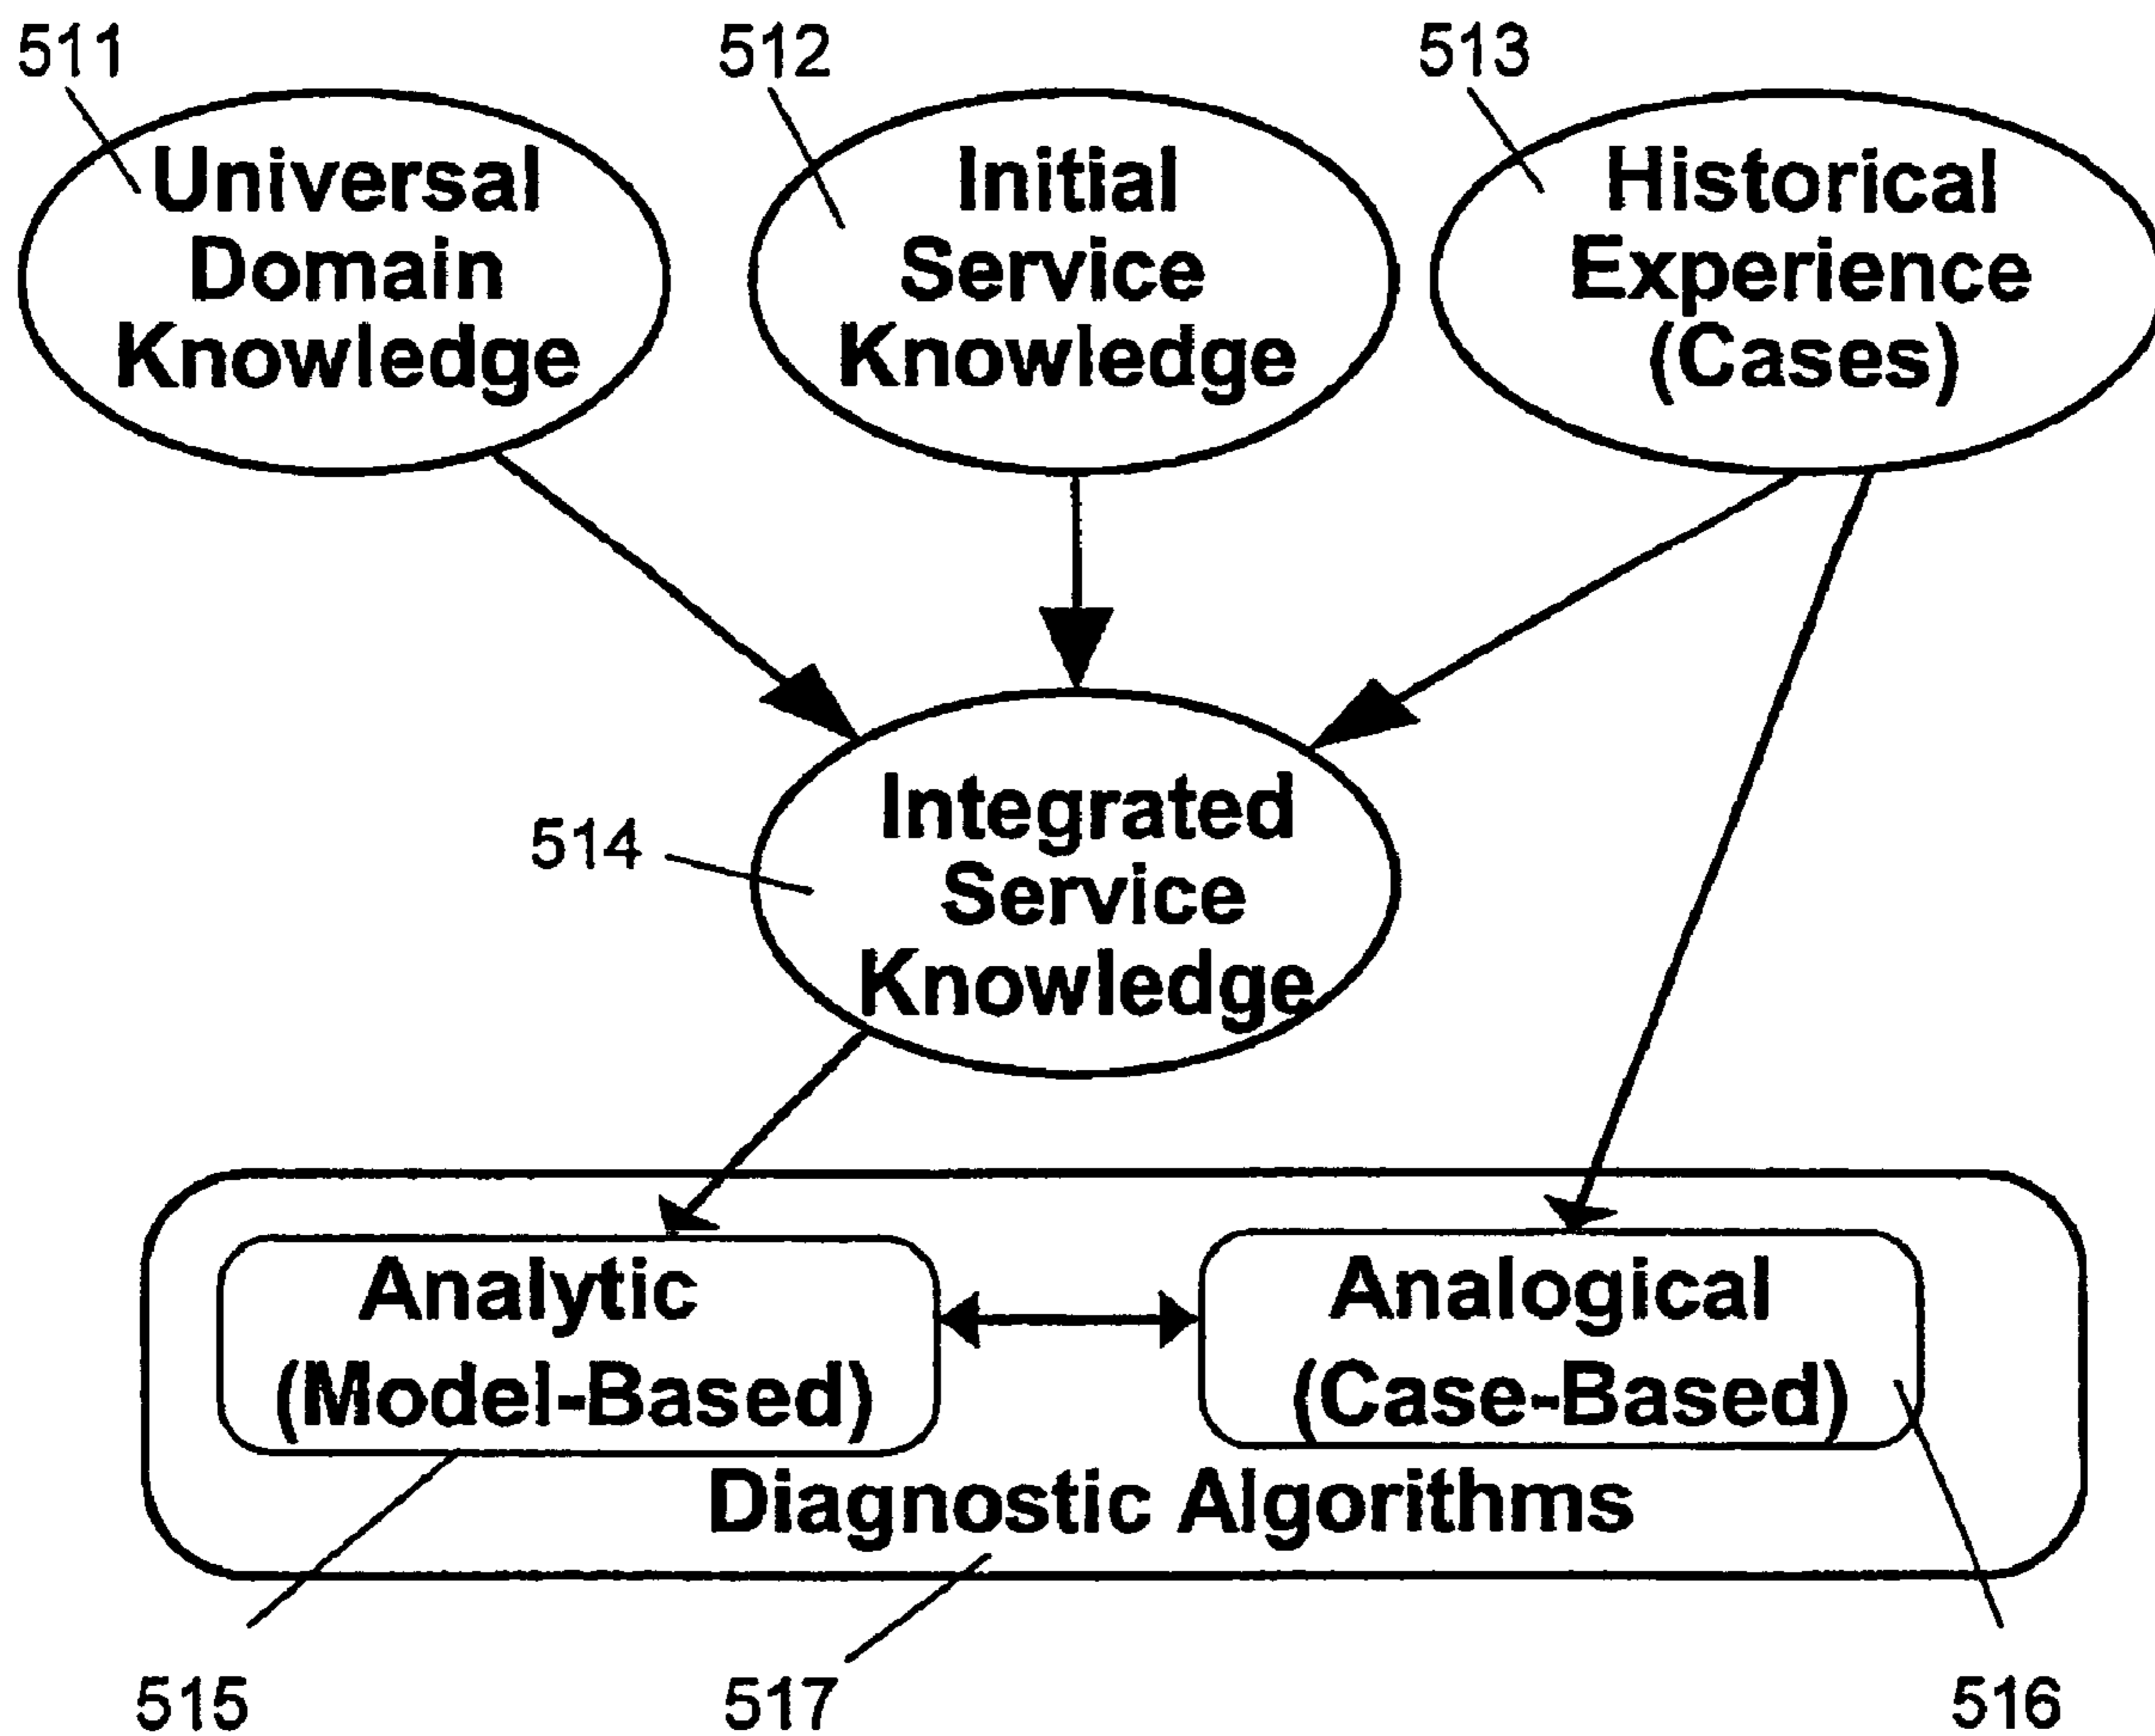 511
512
513
Universal
Domain
Knowledge
Initial
Service
Knowledge
Historical
Experience
(Cases)
514
Integrated
Service
Knowledge
Analytic
(Model-Based)
Analogical
(Case-Based)
Diagnostic Algorithms
515
517
516